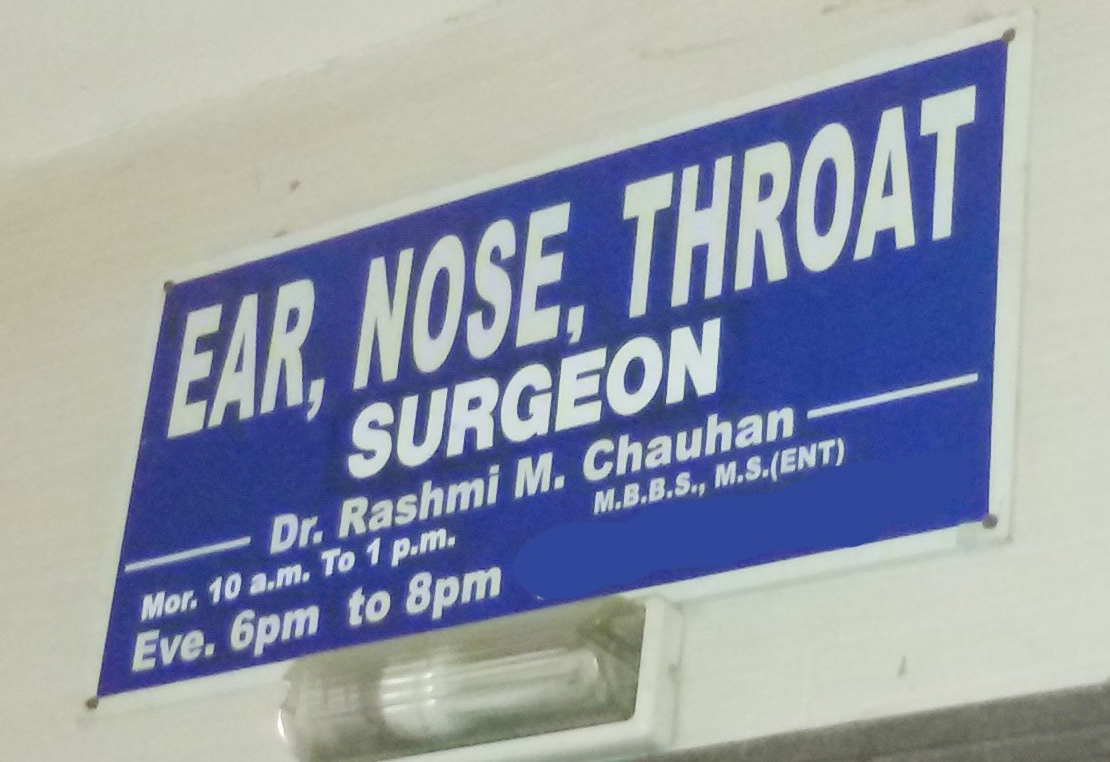 EAR, NOSE, THROAT
SURGEON
Dr. Rashmi M. Chauhan
M.B.B.S., M.S.(ENT)
Mor. 10 a.m. To 1 p.m.
Eve. 6pm to 8pm